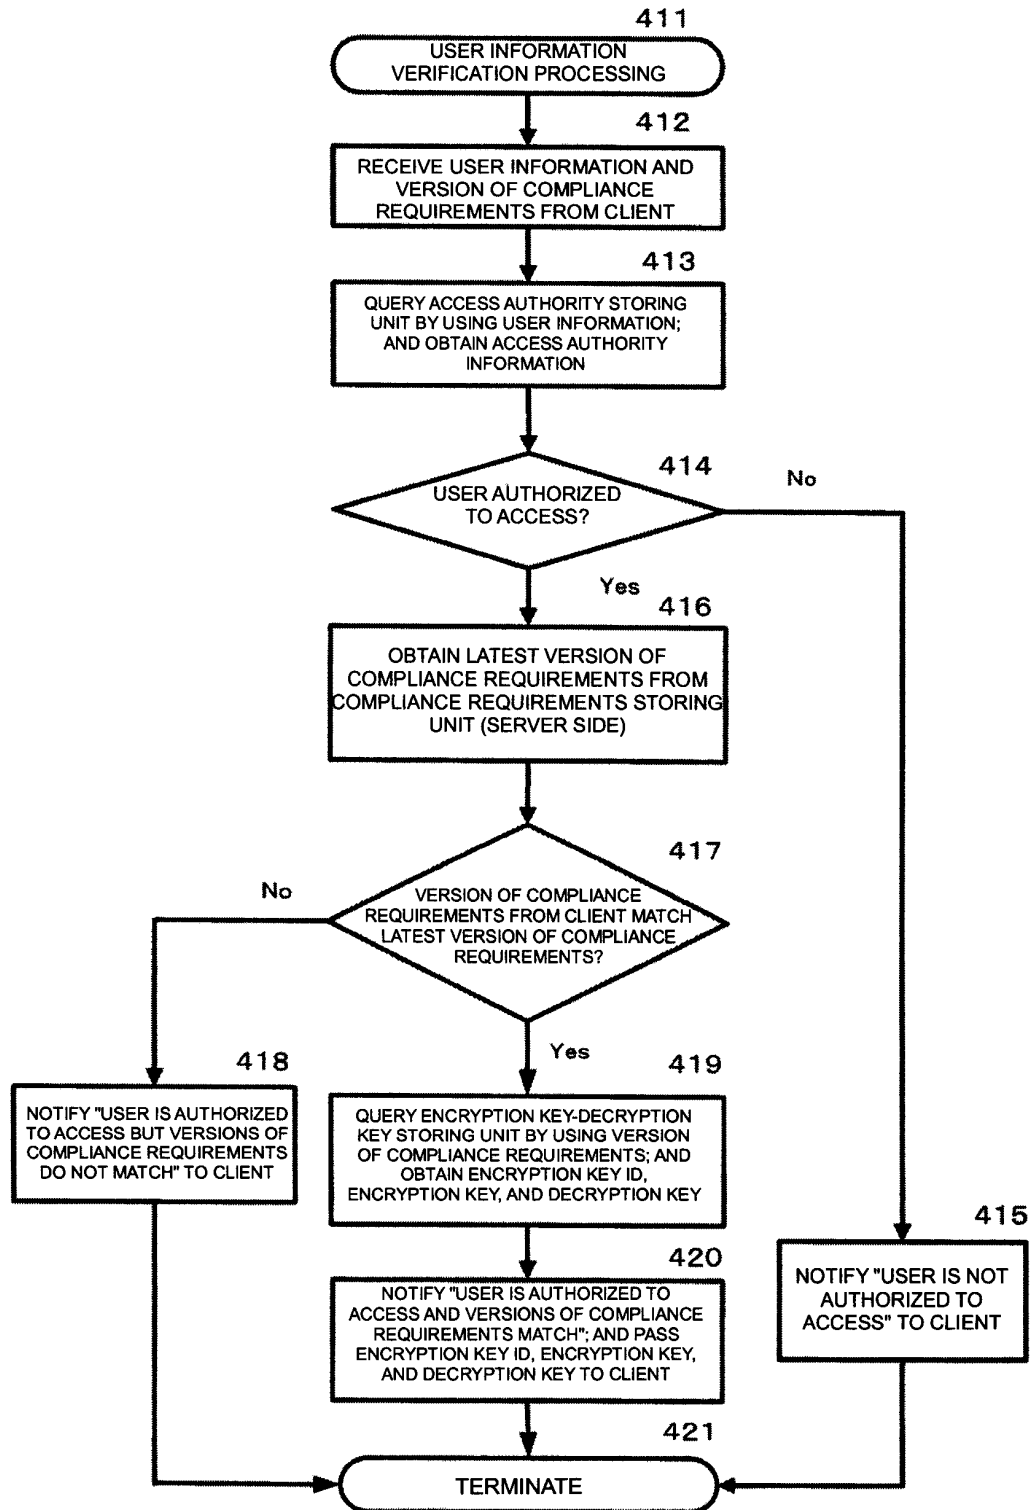 411
USER INFORMATION
VERIFICATION PROCESSING
412
RECEIVE USER INFORMATION AND
VERSION OF COMPLIANCE
REQUIREMENTS FROM CLIENT
413
QUERY ACCESS AUTHORITY STORING
UNIT BY USING USER INFORMATION;
AND OBTAIN ACCESS AUTHORITY
INFORMATION
414
No
USER AUTHORIZED
TO ACCESS?
Yes
416
OBTAIN LATEST VERSION OF
COMPLIANCE REQUIREMENTS FROM
COMPLIANCE REQUIREMENTS STORING
UNIT (SERVER SIDE)
417
No
VERSION OF COMPLIANCE
REQUIREMENTS FROM CLIENT MATCH
LATEST VERSION OF COMPLIANCE
REQUIREMENTS?
Yes
418
NOTIFY "USER IS AUTHORIZED
TO ACCESS BUT VERSIONS OF
COMPLIANCE REQUIREMENTS
DO NOT MATCH" TO CLIENT
419
QUERY ENCRYPTION KEY-DECRYPTION
KEY STORING UNIT BY USING VERSION
OF COMPLIANCE REQUIREMENTS; AND
OBTAIN ENCRYPTION KEY ID,
ENCRYPTION KEY, AND DECRYPTION KEY
415
NOTIFY "USER IS NOT
AUTHORIZED TO
ACCESS" TO CLIENT
420
NOTIFY "USER IS AUTHORIZED TO
ACCESS AND VERSIONS OF COMPLIANCE
REQUIREMENTS MATCH"; AND PASS
ENCRYPTION KEY ID, ENCRYPTION KEY,
AND DECRYPTION KEY TO CLIENT
421
TERMINATE